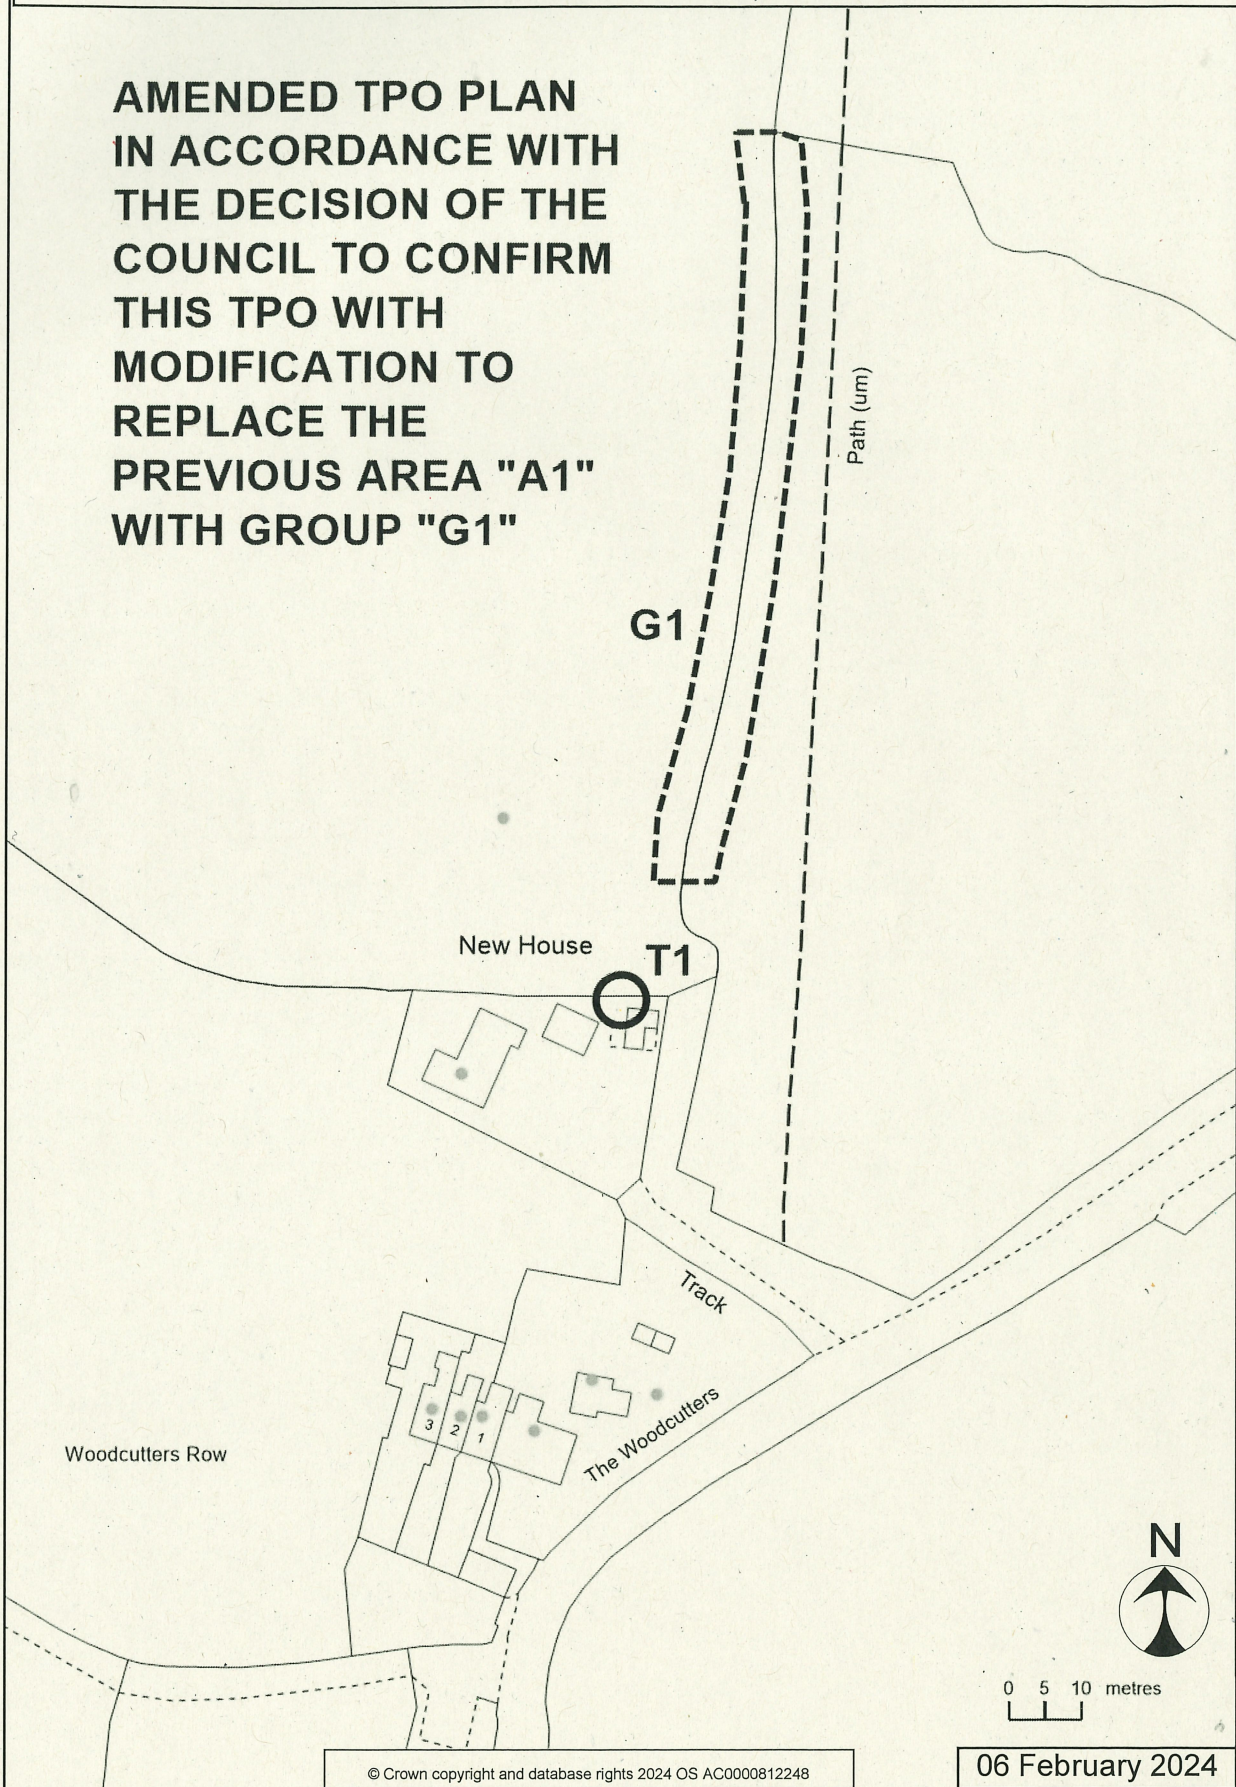 AMENDED TPO PLAN
IN ACCORDANCE WITH
THE DECISION OF THE
COUNCIL TO CONFIRM
THIS TPO WITH
MODIFICATION TO
REPLACE THE
PREVIOUS AREA "A1"
WITH GROUP "G1"
Path (um)
G1
New House
T1
Track
3
2
1
The Woodcutters
Woodcutters Row
N
0 5 10 metres
© Crown copyright and database rights 2024 OS AC0000812248
06 February 2024